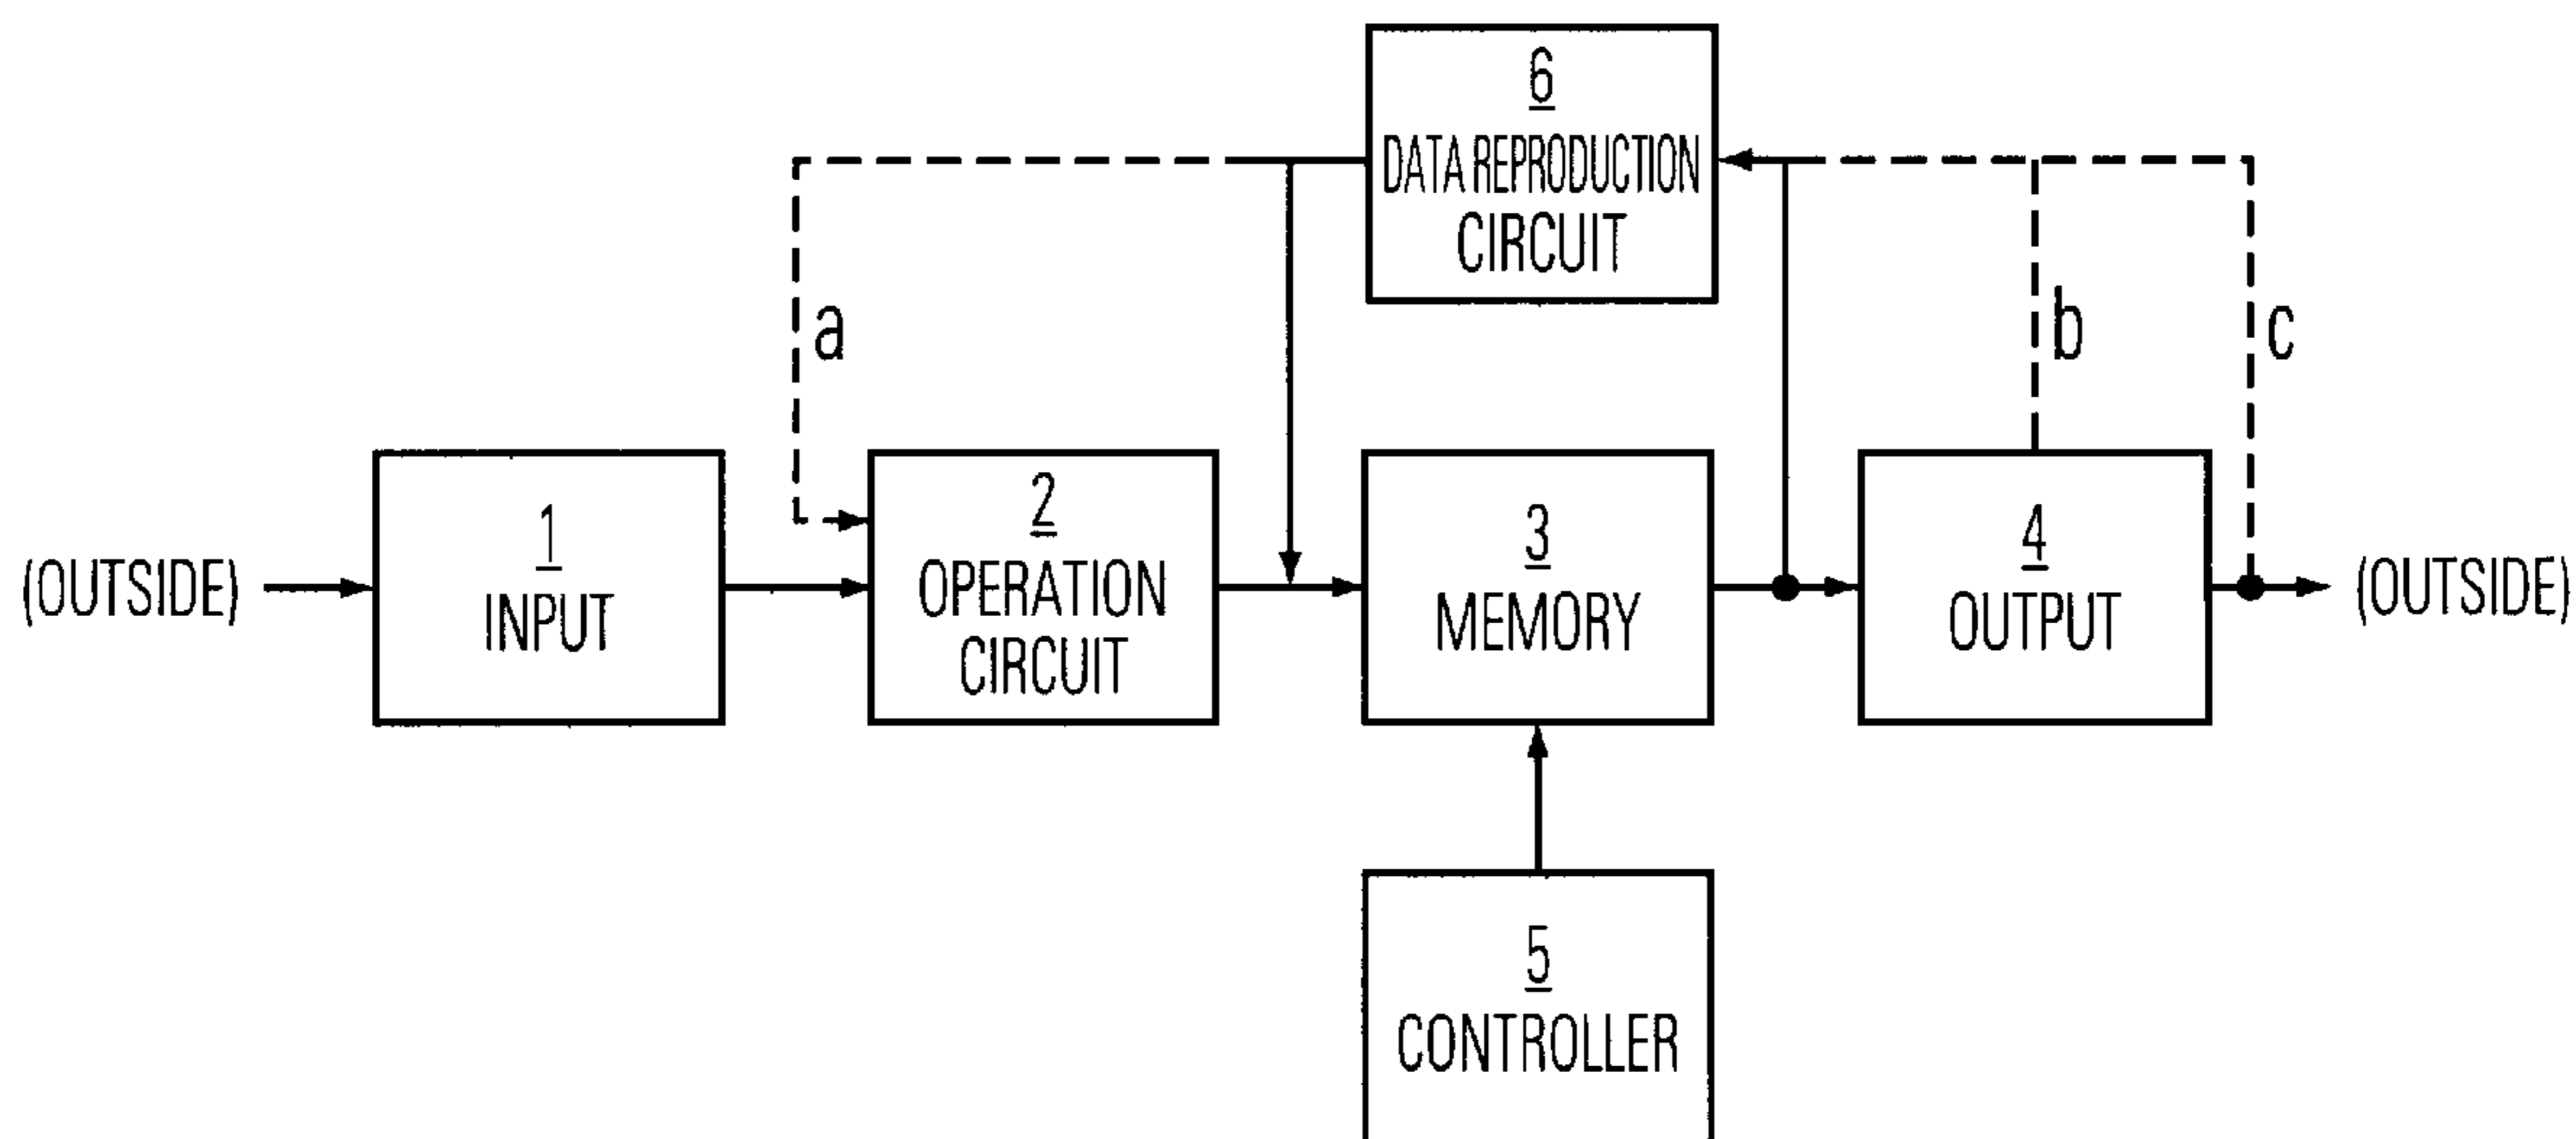 6
DATA REPRODUCTION
CIRCUIT
a
b
c
(OUTSIDE)
1
INPUT
2
OPERATION
CIRCUIT
3
MEMORY
4
OUTPUT
(OUTSIDE)
5
CONTROLLER